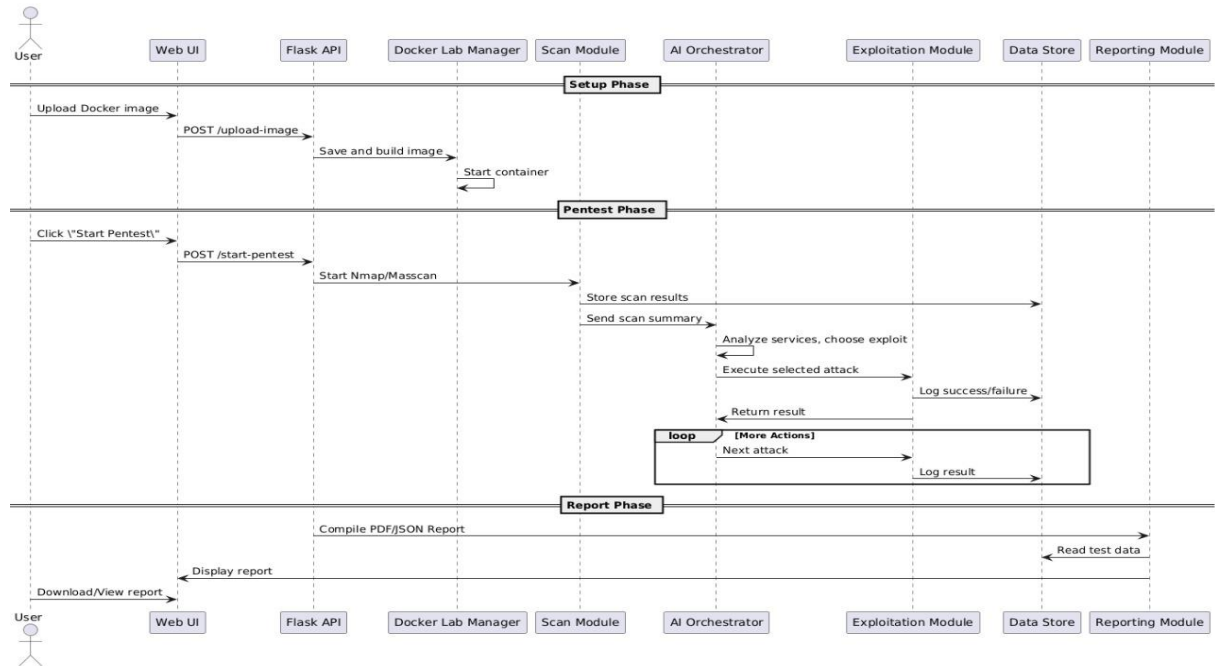 User
Web UI
Flask API
Docker Lab Manager
Scan Module
AI Orchestrator
Exploitation Module
Data Store
Reporting Module
Setup Phase
Upload Docker image
POST /upload-image
Save and build image
Start container
Pentest Phase
Click \"Start Pentest\"
POST /start-pentest
Start Nmap/Masscan
Store scan results
Send scan summary
Analyze services, choose exploit
Execute selected attack
Log success/failure
Return result
loop [More Actions]
Next attack
Log result
Report Phase
Compile PDF/JSON Report
Read test data
Display report
Download/View report
User
Web UI
Flask API
Docker Lab Manager
Scan Module
AI Orchestrator
Exploitation Module
Data Store
Reporting Module